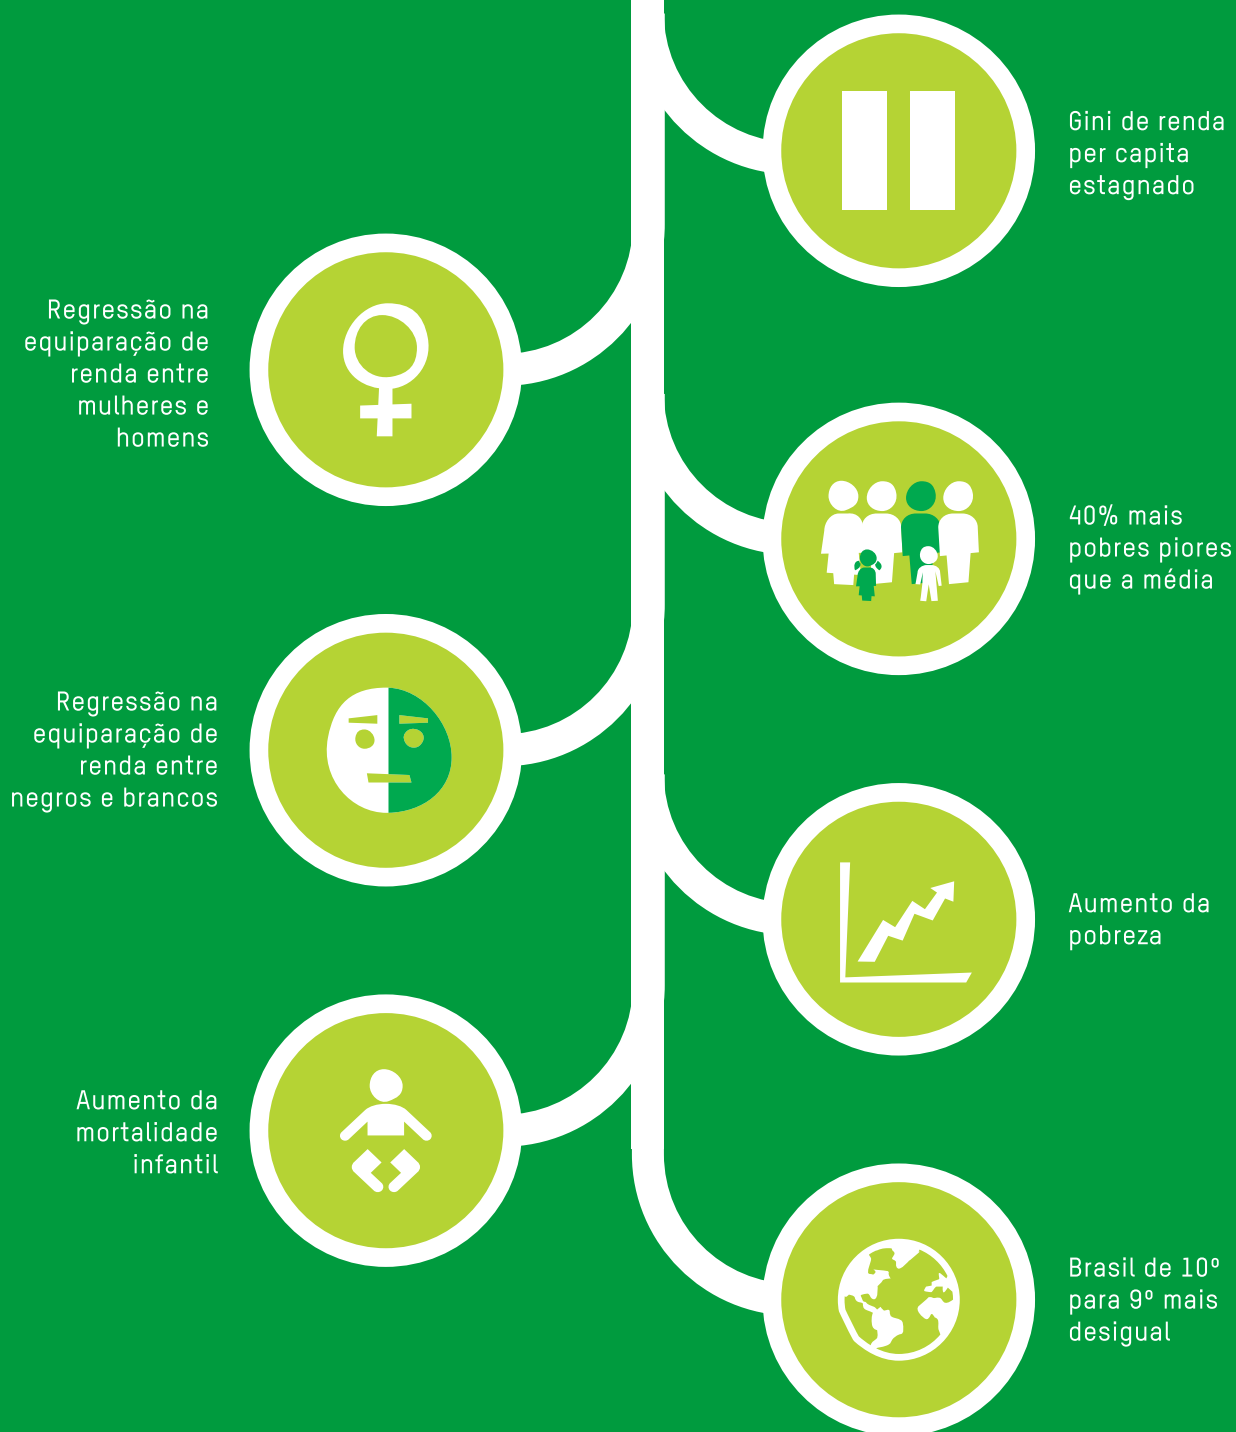 Gini de renda
per capita
estagnado
Regressão na
equiparação de
renda entre
mulheres e
homens
40% mais
pobres piores
que a média
Regressão na
equiparação de
renda entre
negros e brancos
Aumento da
pobreza
Aumento da
mortalidade
infantil
Brasil de 10º
para 9º mais
desigual